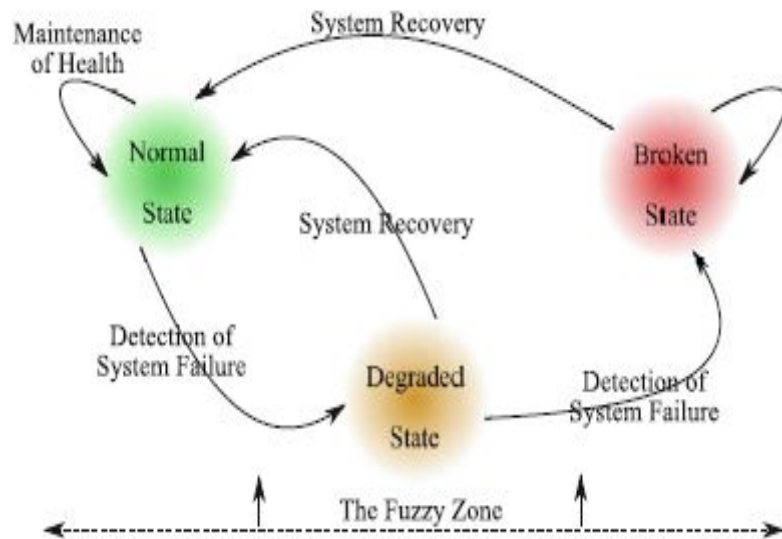 System Recovery
Maintenance
of Health
Normal
State
Broken
State
System Recovery
Detection of
System Failure
Degraded
State
Detection of
System Failure
The Fuzzy Zone